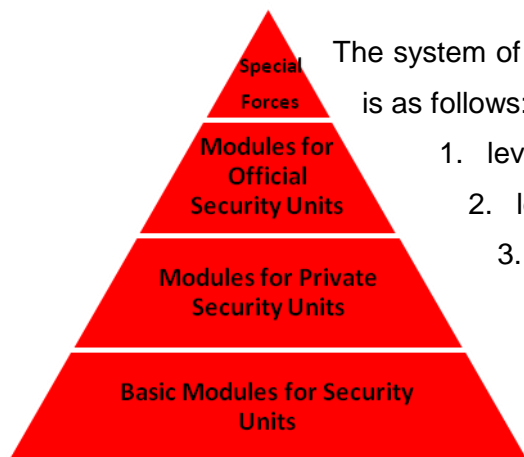 Special
Forces
Modules for
Official
Security Units
Modules for Private
Security Units
Basic Modules for Security
Units
The system of
is as follows:
1. lev
2. l
3.